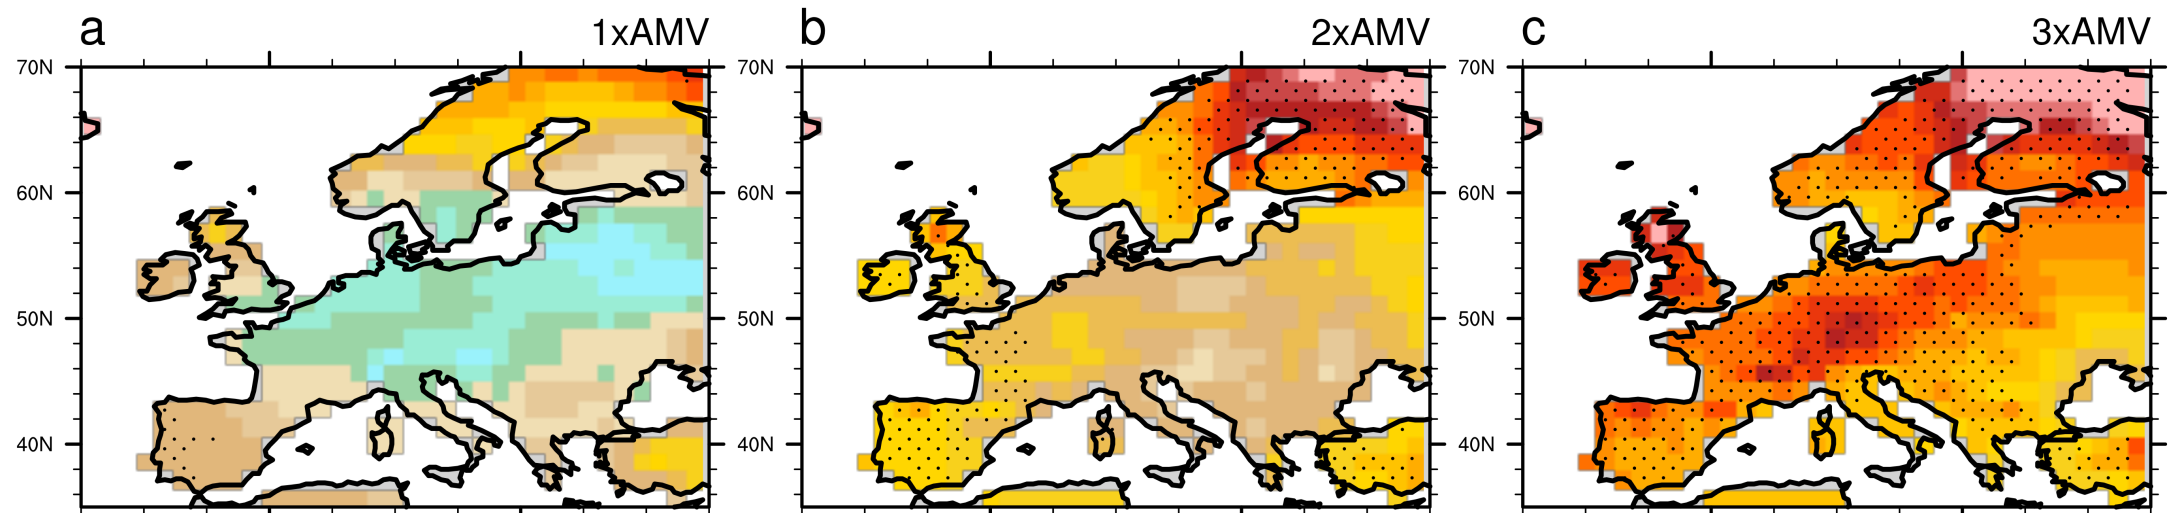 a 1xAMV b 2xAMV c 3xAMV
70N 70N 70N
60N 60N 60N
50N 50N 50N
40N 40N 40N